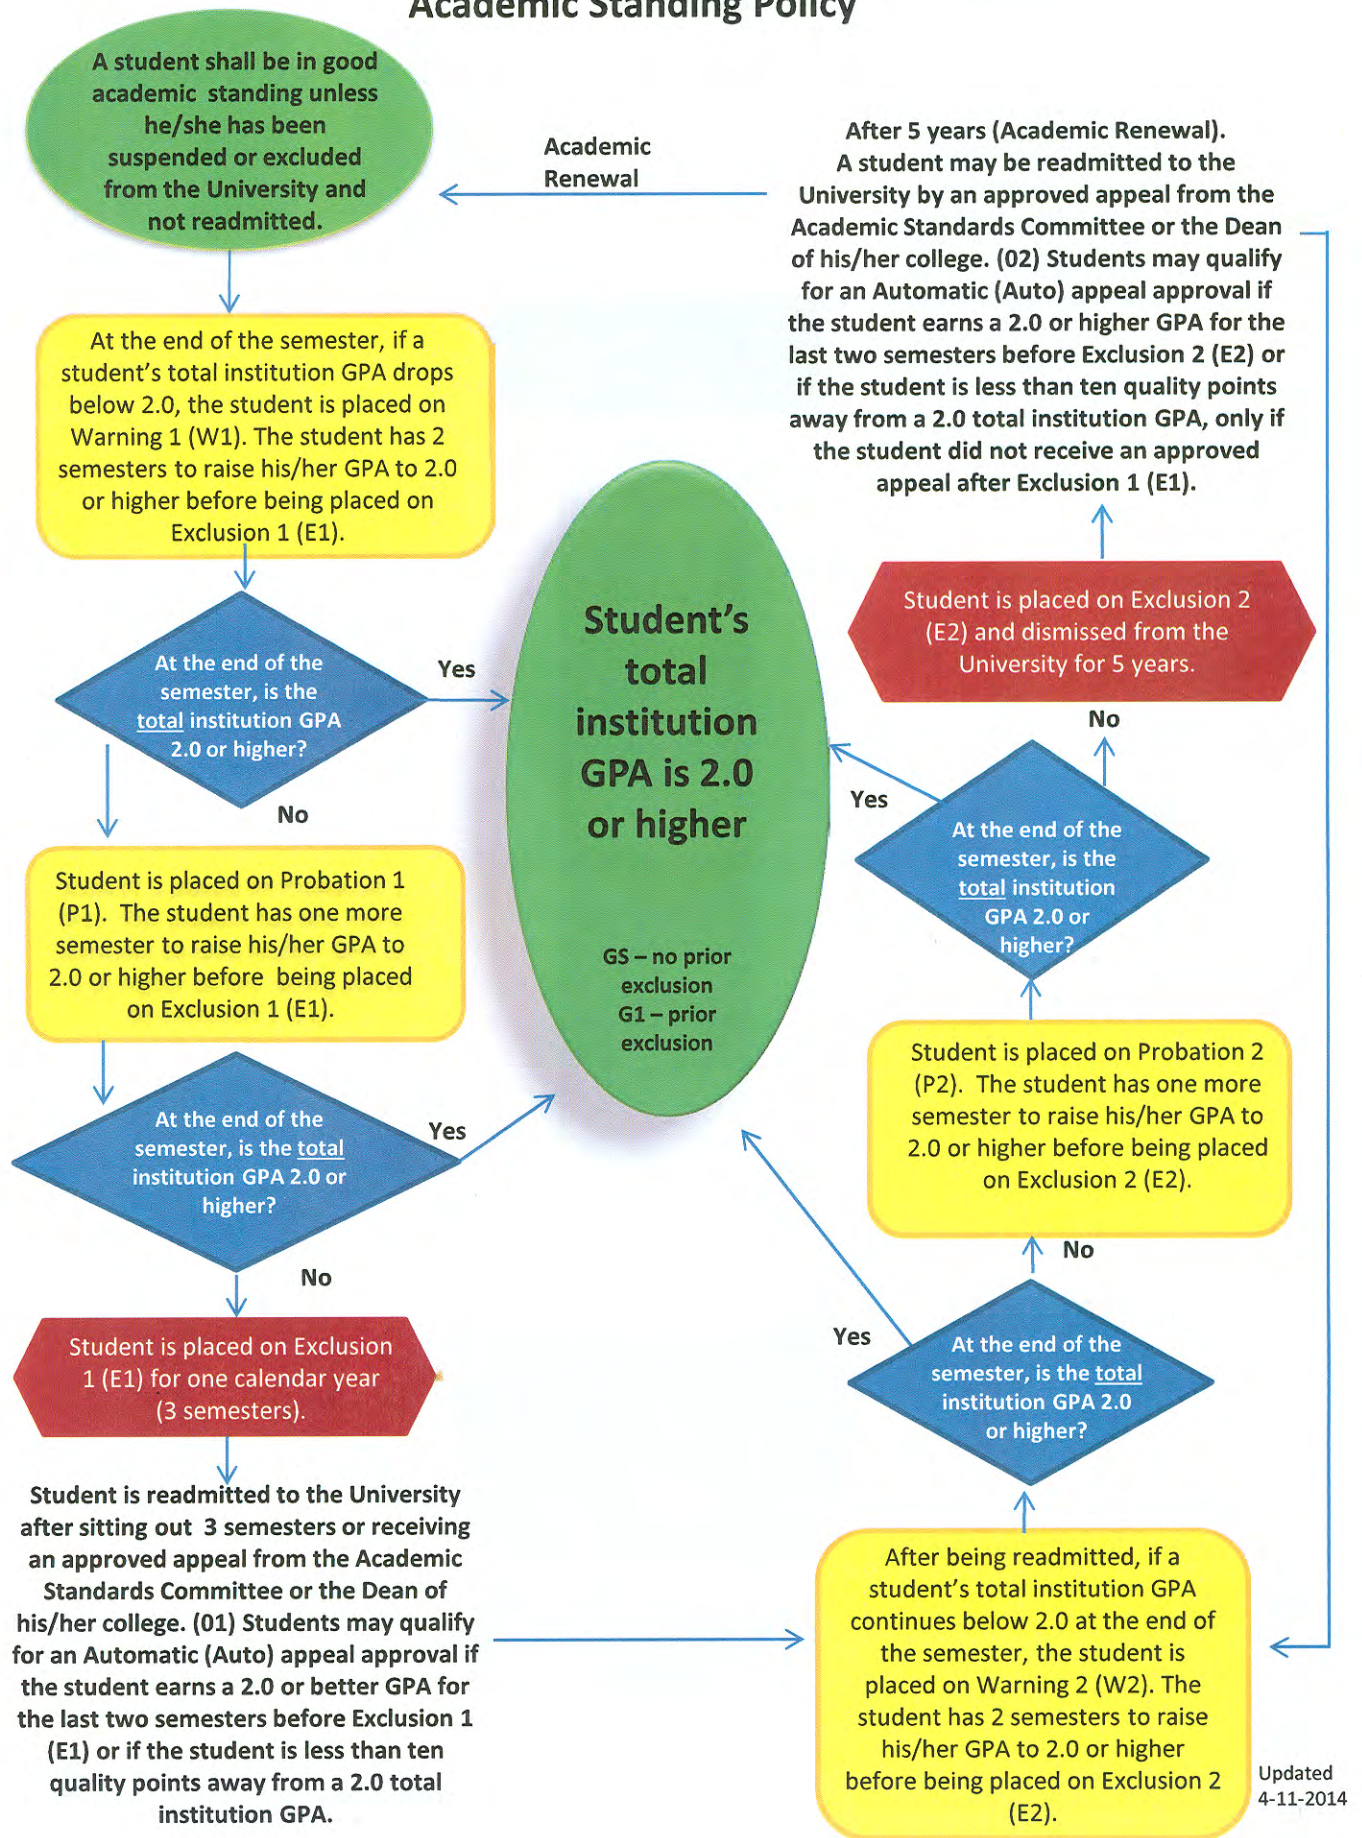 Academic Standing Policy
A student shall be in good
academic standing unless
he/she has been
suspended or excluded
from the University and
not readmitted.
At the end of the semester, if a
student's total institution GPA drops
below 2.0, the student is placed on
Warning 1 (W1). The student has 2
semesters to raise his/her GPA to 2.0
or higher before being placed on
Exclusion 1 (E1).
At the end of the
semester, is the
total institution GPA
2.0 or higher?
Yes
No
Student is placed on Probation 1
(P1). The student has one more
semester to raise his/her GPA to
2.0 or higher before being placed
on Exclusion 1 (E1).
At the end of the
semester, is the total
institution GPA 2.0 or
higher?
Yes
No
Student is placed on Exclusion
1 (E1) for one calendar year
(3 semesters).
Student is readmitted to the University
after sitting out 3 semesters or receiving
an approved appeal from the Academic
Standards Committee or the Dean of
his/her college. (01) Students may qualify
for an Automatic (Auto) appeal approval if
the student earns a 2.0 or better GPA for
the last two semesters before Exclusion 1
(E1) or if the student is less than ten
quality points away from a 2.0 total
institution GPA.
Student's
total
institution
GPA is 2.0
or higher
GS – no prior
exclusion
G1 – prior
exclusion
Academic
Renewal
After 5 years (Academic Renewal).
A student may be readmitted to the
University by an approved appeal from the
Academic Standards Committee or the Dean
of his/her college. (02) Students may qualify
for an Automatic (Auto) appeal approval if
the student earns a 2.0 or higher GPA for the
last two semesters before Exclusion 2 (E2) or
if the student is less than ten quality points
away from a 2.0 total institution GPA, only if
the student did not receive an approved
appeal after Exclusion 1 (E1).
Student is placed on Exclusion 2
(E2) and dismissed from the
University for 5 years.
No
Yes
At the end of the
semester, is the
total institution
GPA 2.0 or
higher?
Student is placed on Probation 2
(P2). The student has one more
semester to raise his/her GPA to
2.0 or higher before being placed
on Exclusion 2 (E2).
No
Yes
At the end of the
semester, is the total
institution GPA 2.0
or higher?
After being readmitted, if a
student's total institution GPA
continues below 2.0 at the end of
the semester, the student is
placed on Warning 2 (W2). The
student has 2 semesters to raise
his/her GPA to 2.0 or higher
before being placed on Exclusion 2
(E2).
Updated
4-11-2014